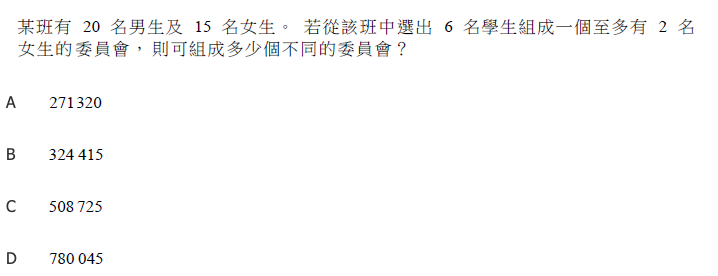 某班有 20 名男生及 15 名女生。 若從該班中選出 6 名學生組成一個至多有 2 名
女生的委員會，則可組成多少個不同的委員會？
A 271320
B 324 415
C 508 725
D 780 045